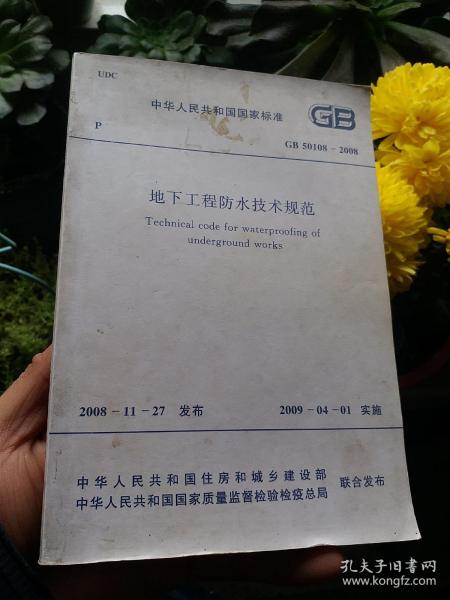 UDC
中华人民共和国国家标准
GB
P
GB 50108-2008
地下工程防水技术规范
Technical code for waterproofing of
underground works
2008-11-27 发布
2009-04-01 实施
中华人民共和国住房和城乡建设部
中华人民共和国国家质量监督检验检疫总局
联合发布
孔夫子旧书网
www.kongfz.com